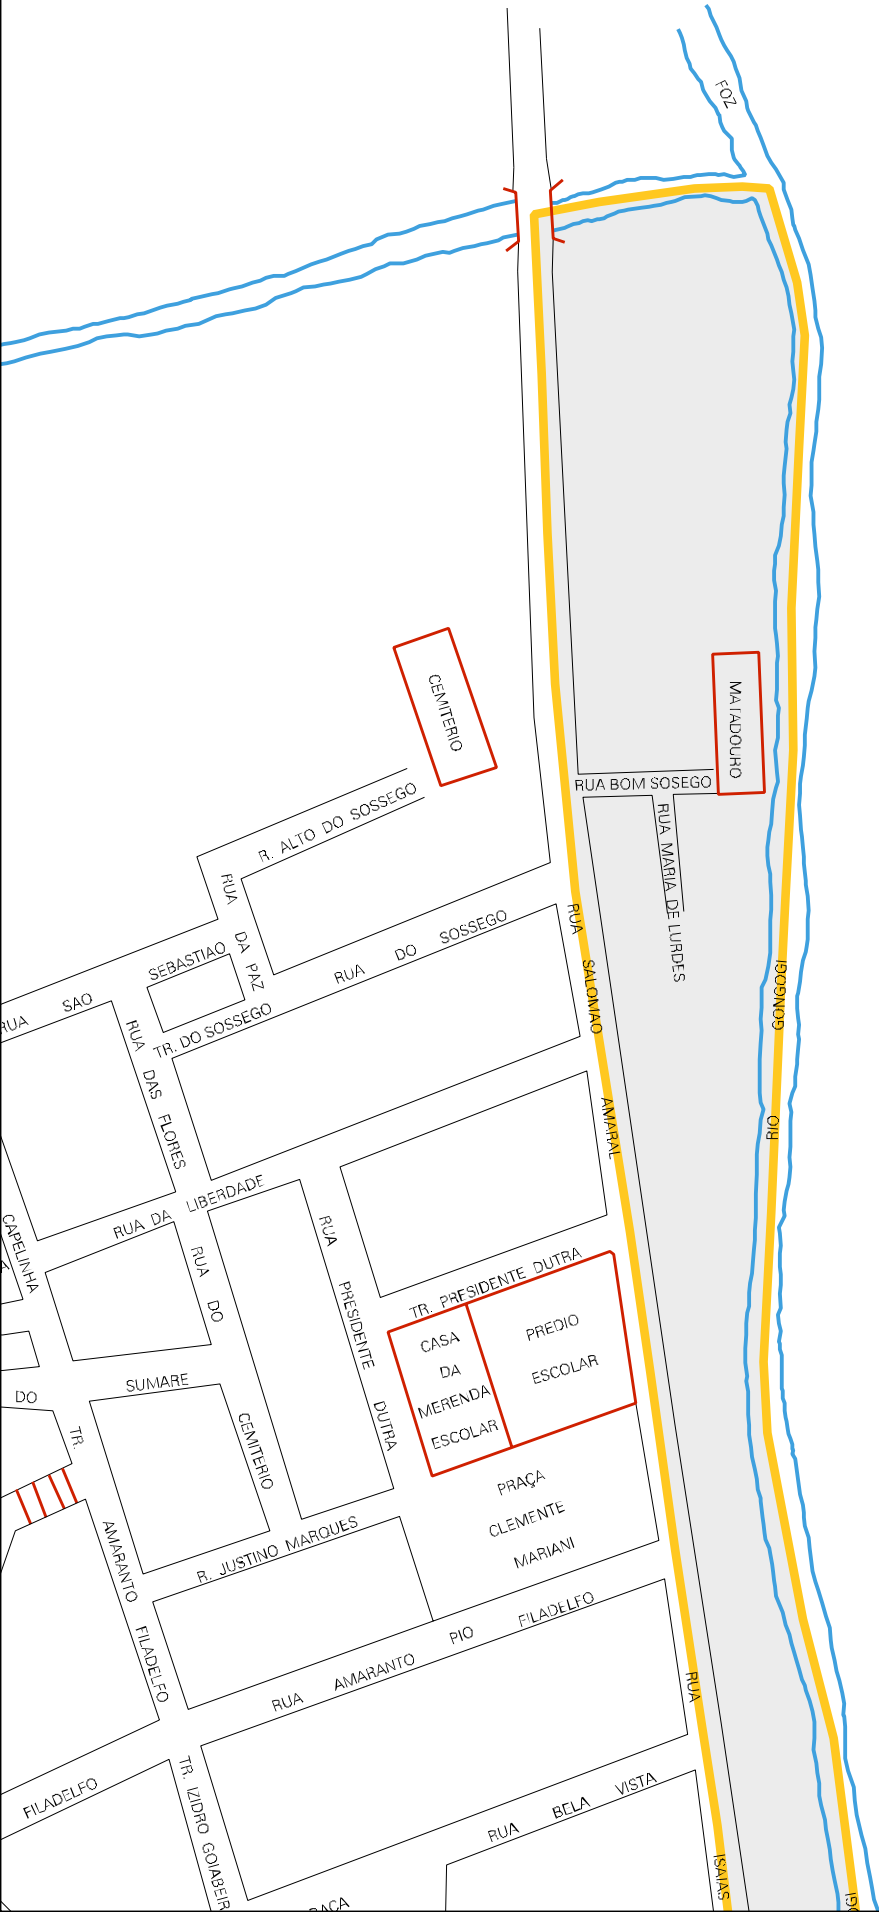 FOZ
CEMITERIO
MATADOURO
RUA BOM SOSEGO
R. ALTO DO SOSSEGO
RUA MARIA DE LURDES
RUA DA PAZ
RUA DO SOSSEGO
RUA SALOMAO AMARAL
RUA SAO SEBASTIAO
TR. DO SOSSEGO
RIO GONGOGI
RUA DAS FLORES
RUA DA LIBERDADE
CAPELINHA
A
RUA DO CEMITERIO
RUA PRESIDENTE DUTRA
TR. PRESIDENTE DUTRA
CASA
DA
MERENDA
ESCOLAR
PREDIO
ESCOLAR
DO
SUMARE
TR. AMARANTO FILADELFO
PRAÇA
CLEMENTE
MARIANI
R. JUSTINO MARQUES
RUA AMARANTO PIO FILADELFO
FILADELFO
TR. IZIDRO GOIABEIR
RUA BELA VISTA
RUA ISAIAS
RAÇA
OGI